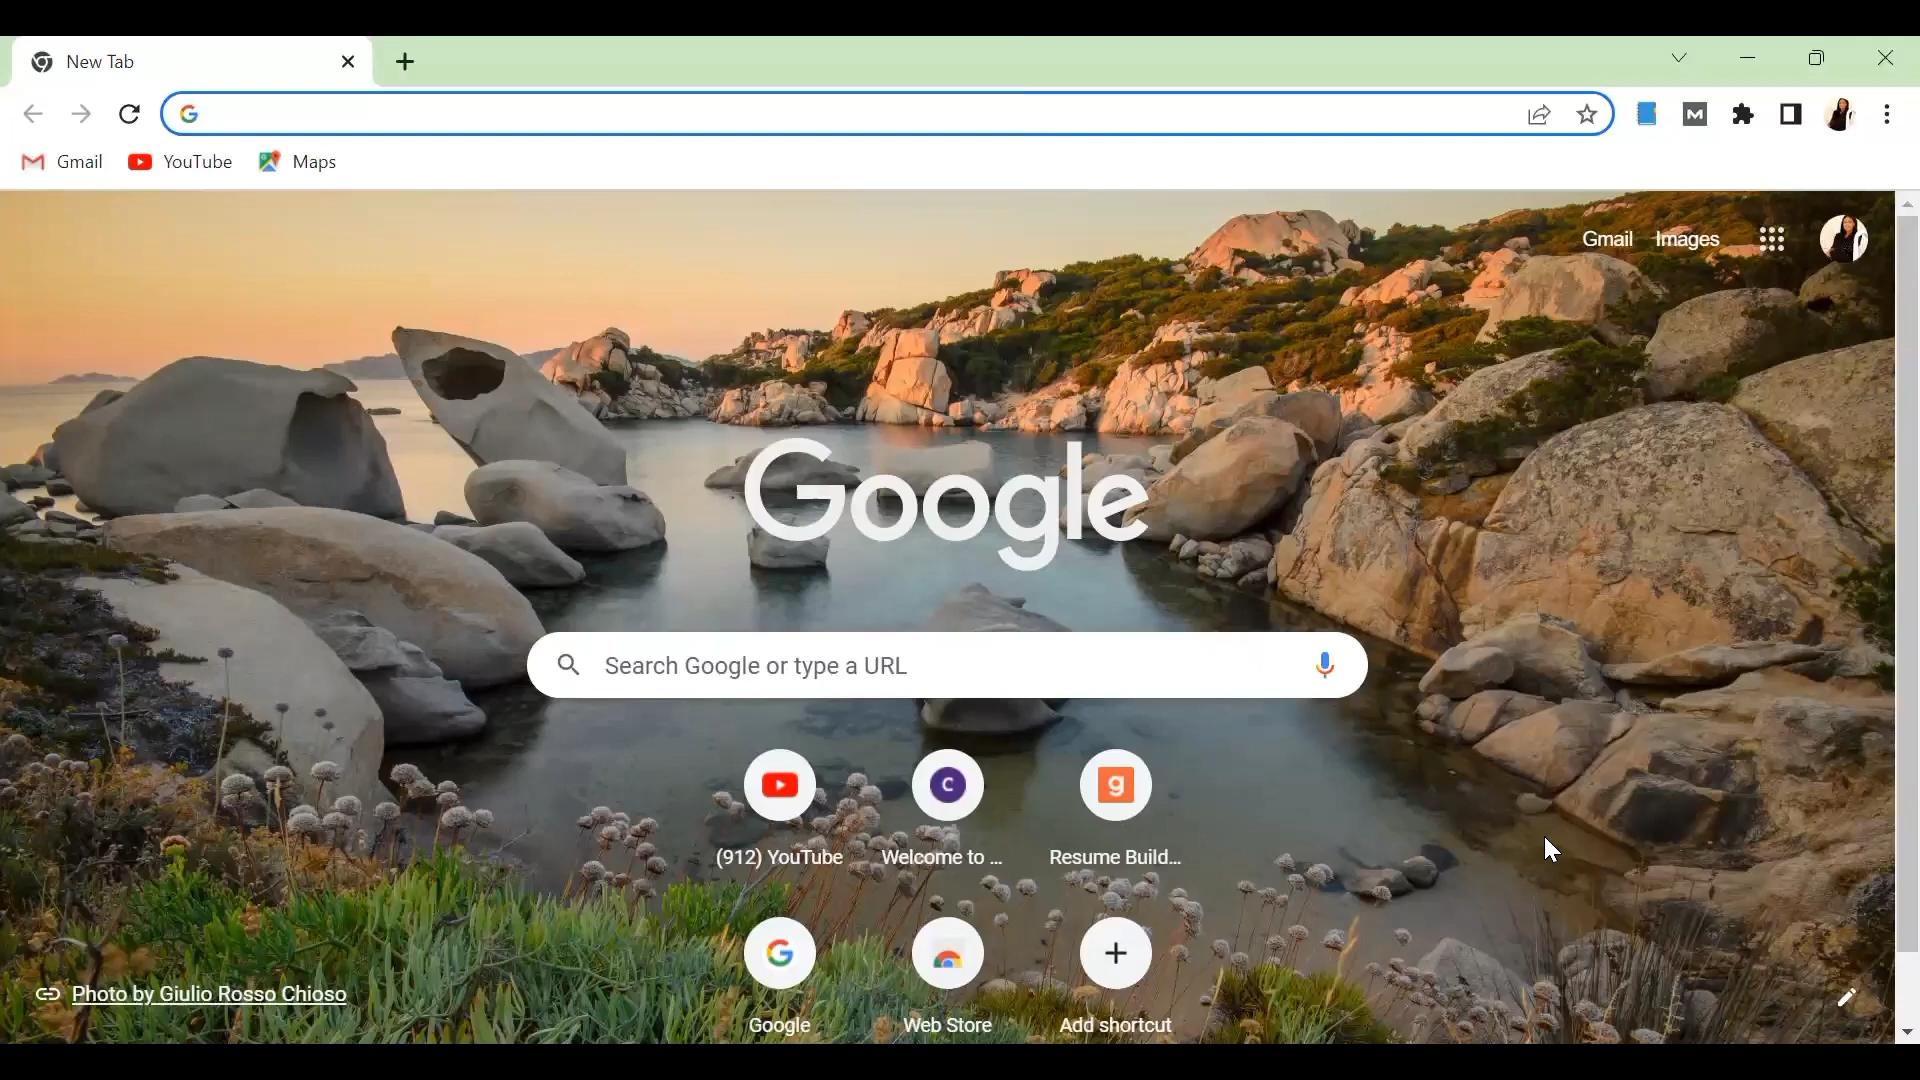 New Tab
Gmail YouTube Maps
Gmail Images
Google
Search Google or type a URL
(912) YouTube Welcome to ... Resume Build...
Photo by Giulio Rosso Chioso
Google Web Store Add shortcut